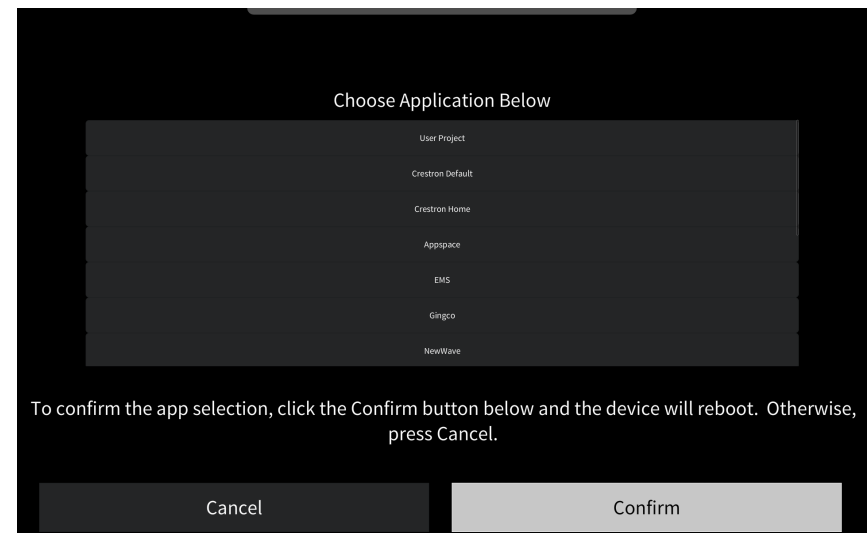 Choose Application Below
User Project
Crestron Default
Crestron Home
Appspace
EMS
Gingco
NewWave
To confirm the app selection, click the Confirm button below and the device will reboot.  Otherwise,
press Cancel.
Cancel
Confirm